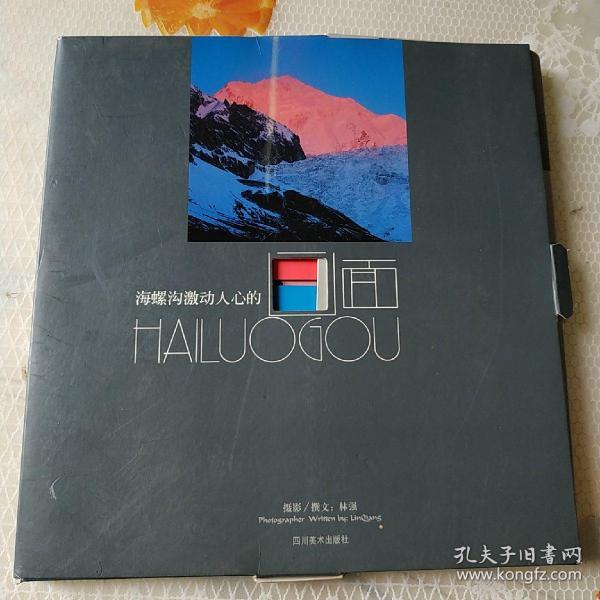 海螺沟激动人心的画面
HAILUOGOU
摄影／撰文：林强
Photographer Written by: LinQiang
四川美术出版社
孔夫子旧书网
www.kongfz.com